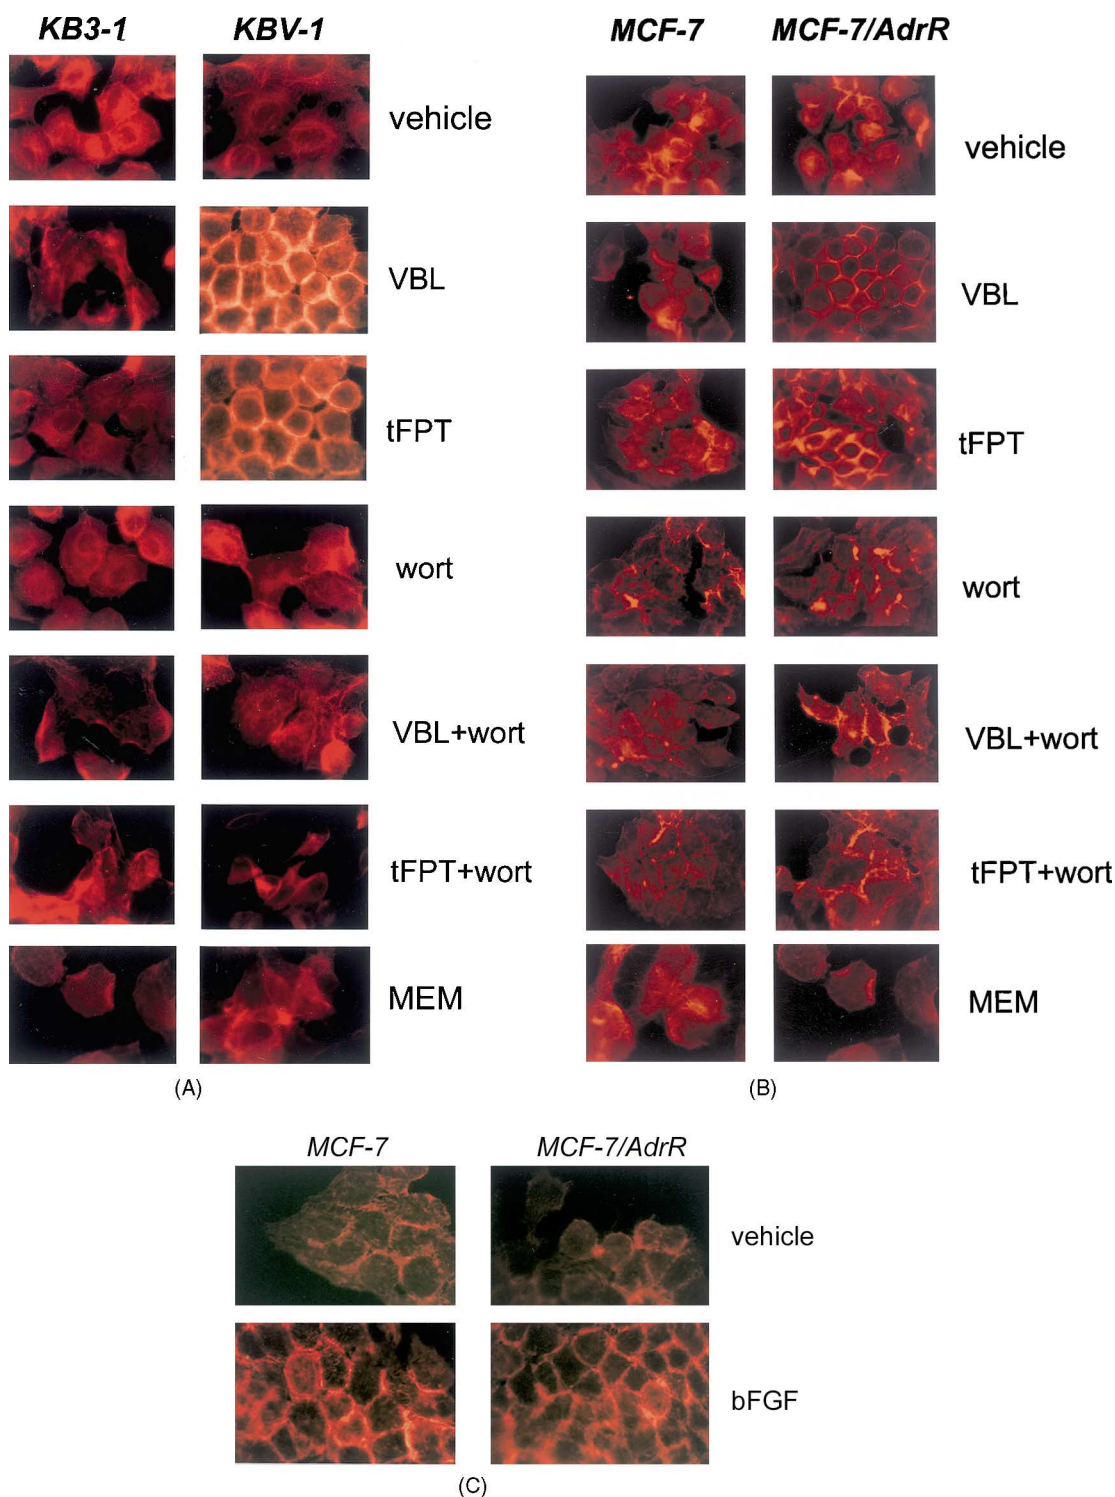 KB3-1 KBV-1
vehicle
VBL
tFPT
wort
VBL+wort
tFPT+wort
MEM
(A)
MCF-7 MCF-7/AdrR
vehicle
VBL
tFPT
wort
VBL+wort
tFPT+wort
MEM
(B)
MCF-7 MCF-7/AdrR
vehicle
bFGF
(C)